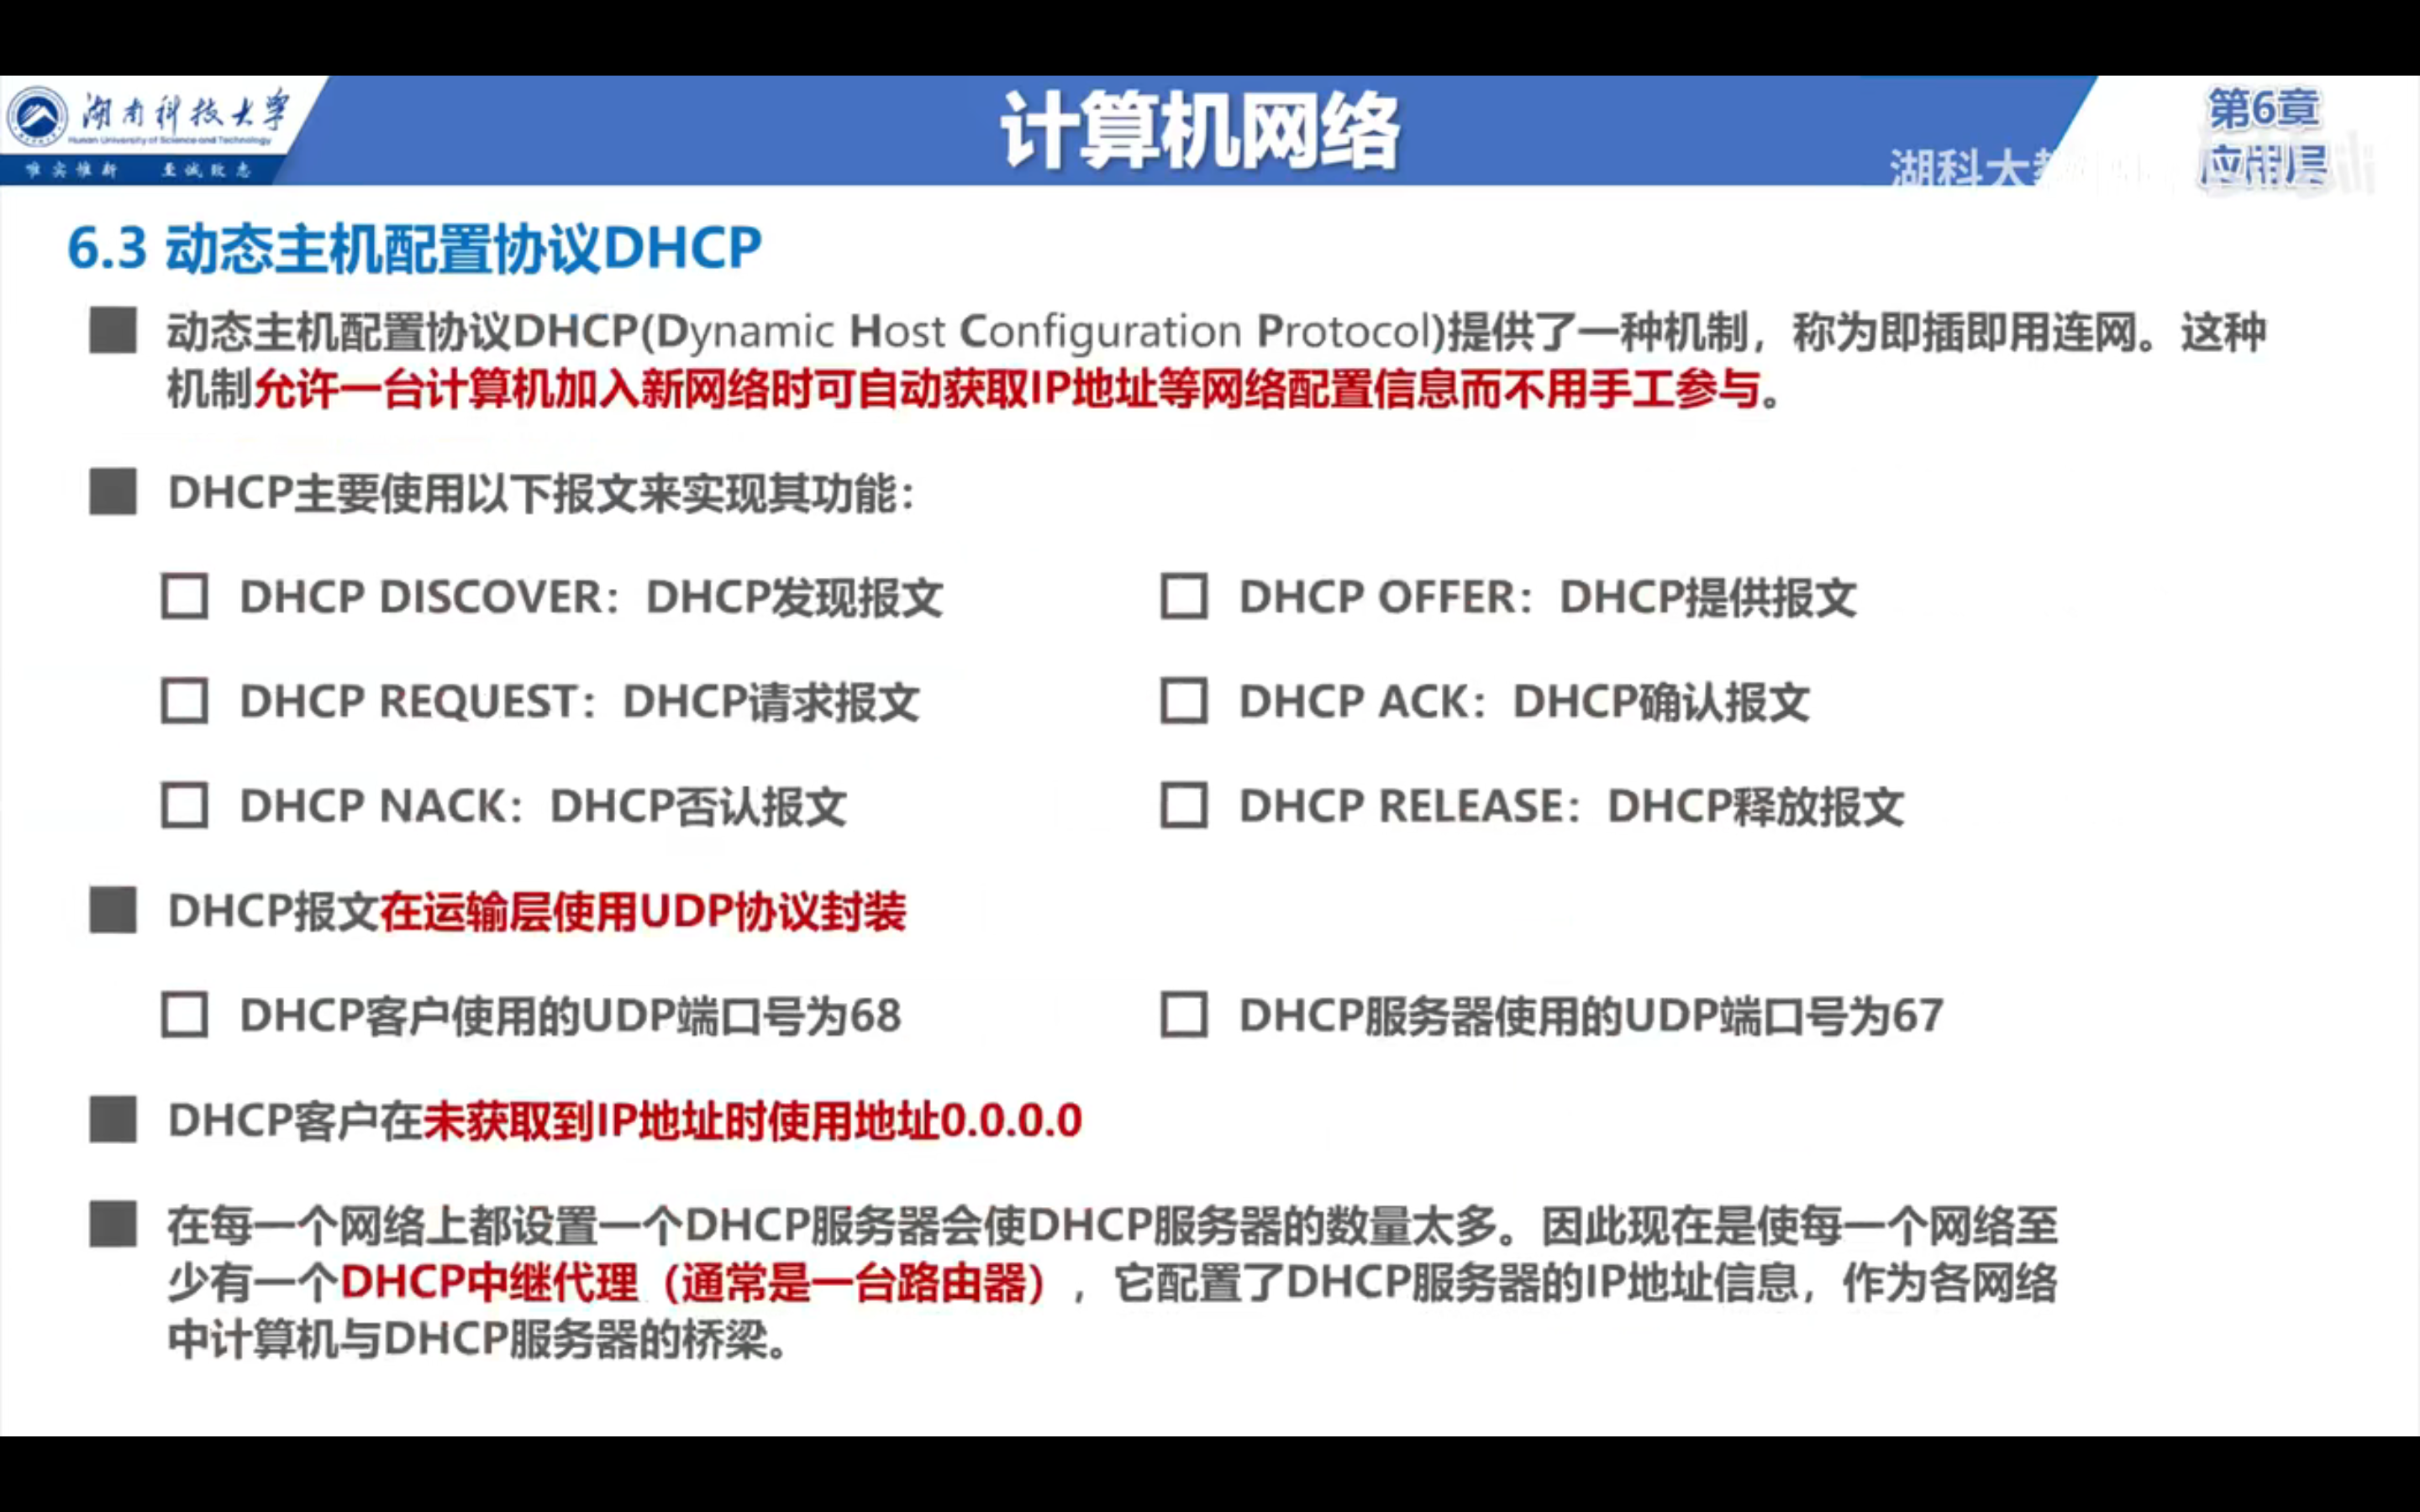 湖南科技大学
Hunan University of Science and Technology
唯实惟新 至诚致志
计算机网络
第6章
应用层
湖科大教
6.3 动态主机配置协议DHCP
动态主机配置协议DHCP(Dynamic Host Configuration Protocol)提供了一种机制，称为即插即用连网。这种
机制允许一台计算机加入新网络时可自动获取IP地址等网络配置信息而不用手工参与。
DHCP主要使用以下报文来实现其功能：
DHCP DISCOVER：DHCP发现报文
DHCP OFFER：DHCP提供报文
DHCP REQUEST：DHCP请求报文
DHCP ACK：DHCP确认报文
DHCP NACK：DHCP否认报文
DHCP RELEASE：DHCP释放报文
DHCP报文在运输层使用UDP协议封装
DHCP客户使用的UDP端口号为68
DHCP服务器使用的UDP端口号为67
DHCP客户在未获取到IP地址时使用地址0.0.0.0
在每一个网络上都设置一个DHCP服务器会使DHCP服务器的数量太多。因此现在是使每一个网络至
少有一个DHCP中继代理（通常是一台路由器），它配置了DHCP服务器的IP地址信息，作为各网络
中计算机与DHCP服务器的桥梁。